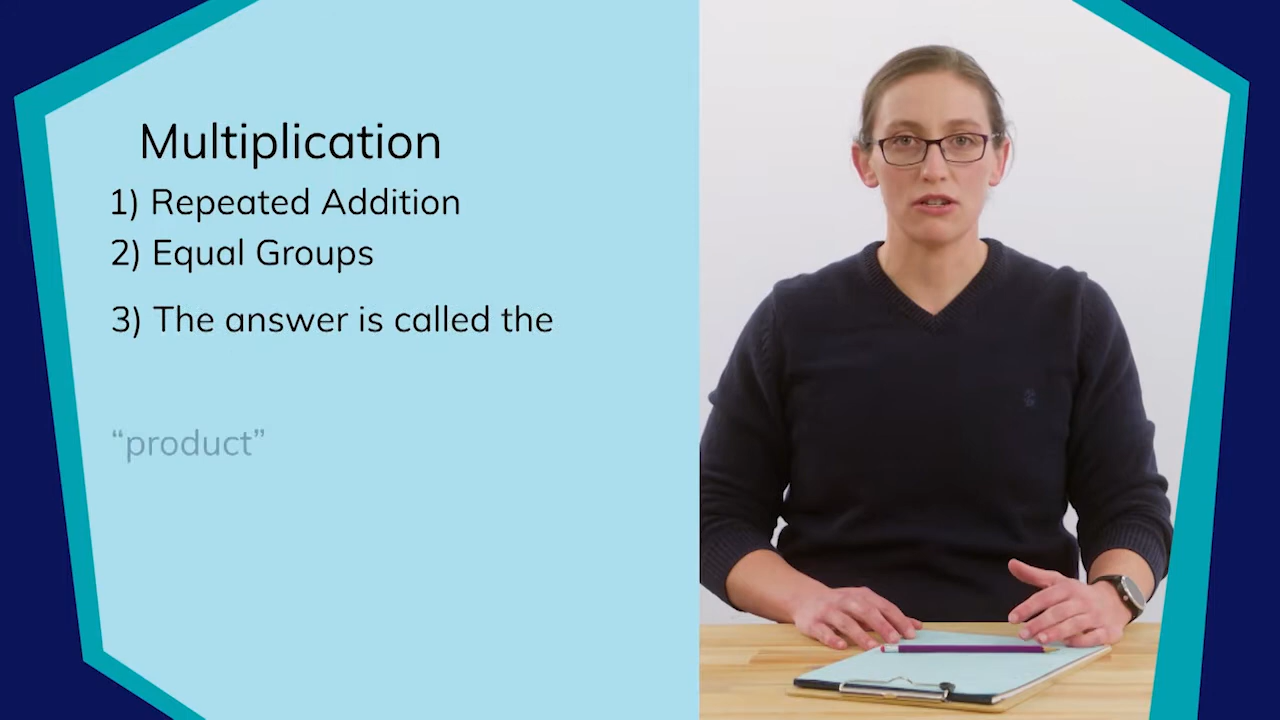 Multiplication
1) Repeated Addition
2) Equal Groups
3) The answer is called the
“product”